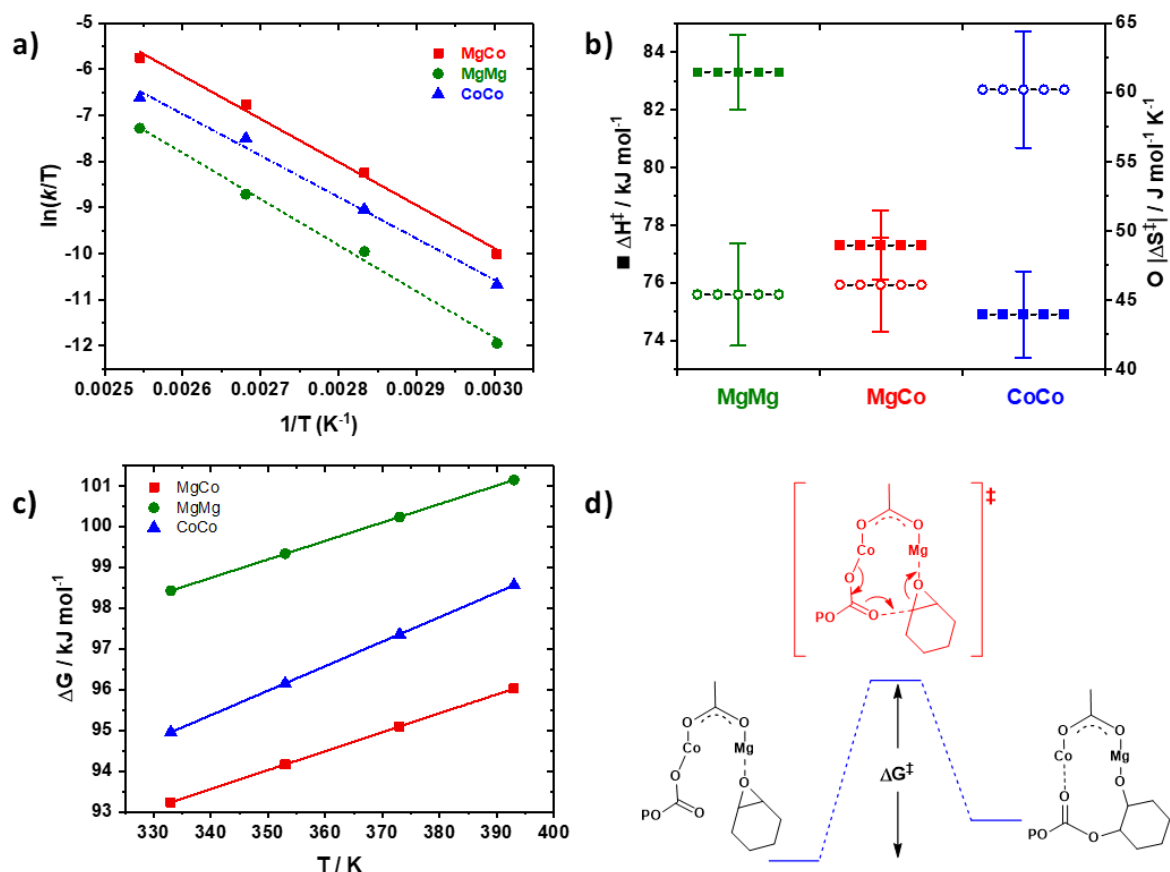 a)
-5
-6
-7
-8
-9
-10
-11
-12
ln(k/T)
MgCo
MgMg
CoCo
0.0025 0.0026 0.0027 0.0028 0.0029 0.0030
1/T (K⁻¹)
b)
84
82
80
78
76
74
ΔH‡ / kJ mol⁻¹
65
60
55
50
45
40
O |ΔS‡| / J mol⁻¹ K⁻¹
MgMg MgCo CoCo
c)
101
100
99
98
97
96
95
94
93
ΔG / kJ mol⁻¹
MgCo
MgMg
CoCo
330 340 350 360 370 380 390 400
T / K
d)
‡
O O
Co Mg
O O
PO O
O O
Co Mg
O O
PO O
ΔG‡
O O
Co Mg
O O
PO O